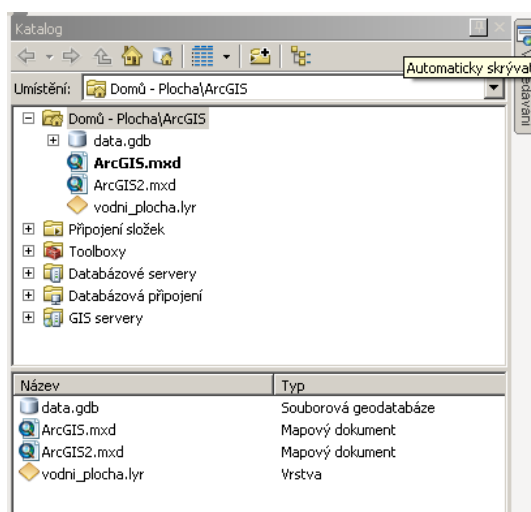 Katalog
Automaticky skrývat
Umístění: Domů - Plocha\ArcGIS
Domů - Plocha\ArcGIS
data.gdb
ArcGIS.mxd
ArcGIS2.mxd
vodni_plocha.lyr
Připojení složek
Toolboxy
Databázové servery
Databázová připojení
GIS servery
Název Typ
data.gdb Souborová geodatabáze
ArcGIS.mxd Mapový dokument
ArcGIS2.mxd Mapový dokument
vodni_plocha.lyr Vrstva